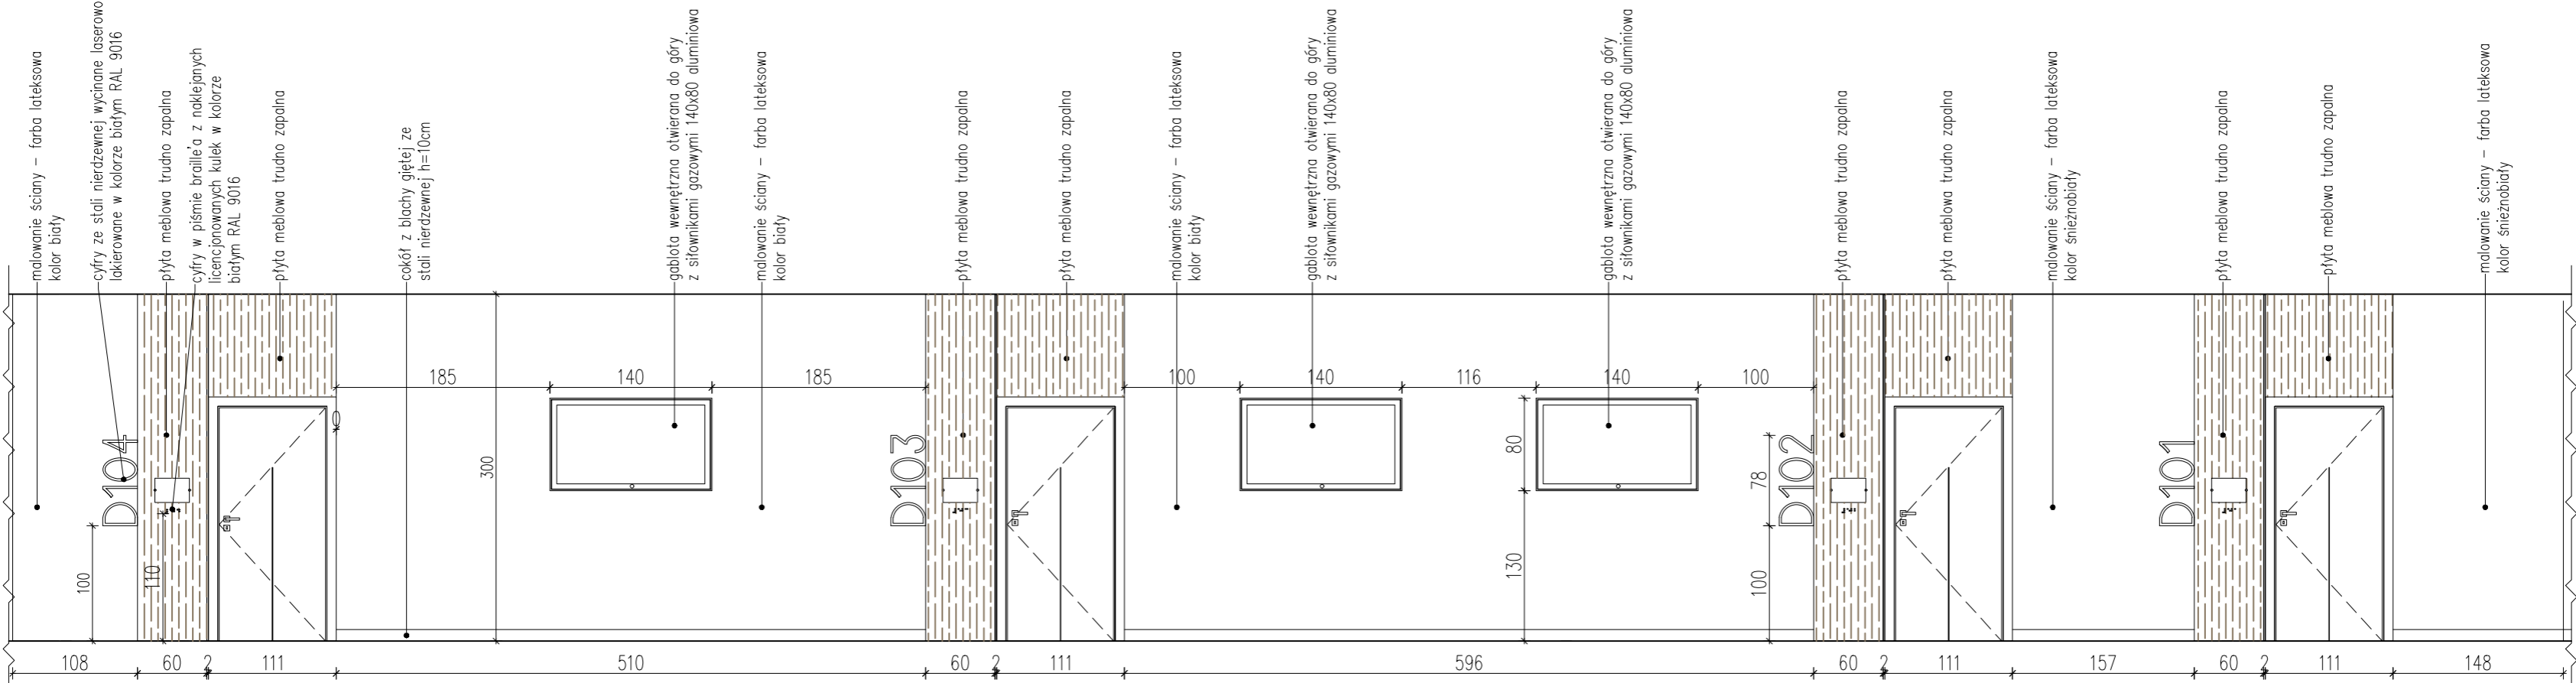 malowanie ściany – farba lateksowa
kolor biały
cyfry ze stali nierdzewnej wycinane laserowo
lakierowane w kolorze białym RAL 9016
płyta meblowa trudno zapalna
cyfry w piśmie braille'a z naklejanych
licencjonowanych kulek w kolorze
białym RAL 9016
płyta meblowa trudno zapalna
cokół z blachy giętej ze
stali nierdzewnej h=10cm
gablota wewnętrzna otwierana do góry
z siłownikami gazowymi 140x80 aluminiowa
malowanie ściany – farba lateksowa
kolor biały
płyta meblowa trudno zapalna
płyta meblowa trudno zapalna
malowanie ściany – farba lateksowa
kolor biały
gablota wewnętrzna otwierana do góry
z siłownikami gazowymi 140x80 aluminiowa
gablota wewnętrzna otwierana do góry
z siłownikami gazowymi 140x80 aluminiowa
płyta meblowa trudno zapalna
płyta meblowa trudno zapalna
malowanie ściany – farba lateksowa
kolor śnieżnobiały
płyta meblowa trudno zapalna
płyta meblowa trudno zapalna
malowanie ściany – farba lateksowa
kolor śnieżnobiały
185 140 185 100 140 116 140 100
0
300
80
130
78
100
100
110
D104
D103
D102
D101
108 60 2 111 510 60 2 111 596 60 2 111 157 60 2 111 148